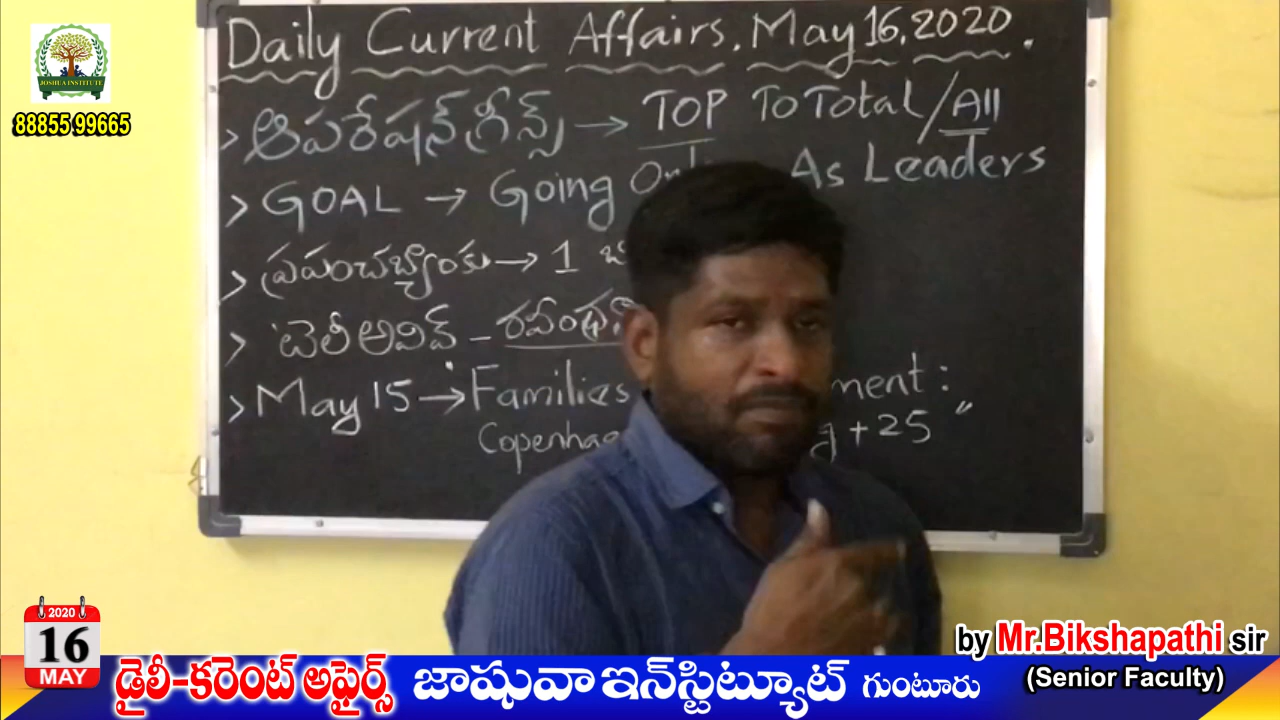 JOSHUA INSTITUTE
88855 99665
Daily Current Affairs. May 16, 2020.
> ఆపరేషన్ గ్రీన్స్ → TOP To Total / All
> GOAL → Going As Leaders
> ప్రపంచబ్యాంకు → 1
> టెలీ అవివ్ -
> May 15 → Families ment :
+ 25 "
by Mr.Bikshapathi sir
(Senior Faculty)
2020
16
MAY
డైలీ-కరెంట్ అఫైర్స్ జాషువా ఇన్‌స్టిట్యూట్ గుంటూరు